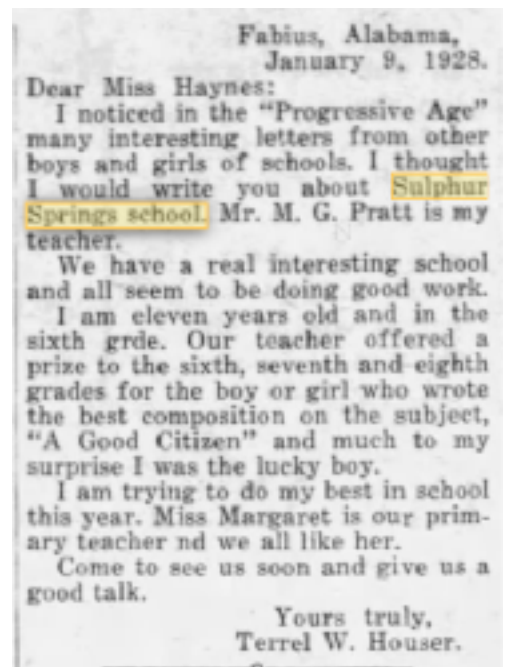 Fabius, Alabama,
January 9, 1928.
Dear Miss Haynes:
I noticed in the "Progressive Age"
many interesting letters from other
boys and girls of schools. I thought
I would write you about Sulphur
Springs school. Mr. M. G. Pratt is my
teacher.
We have a real interesting school
and all seem to be doing good work.
I am eleven years old and in the
sixth grde. Our teacher offered a
prize to the sixth, seventh and eighth
grades for the boy or girl who wrote
the best composition on the subject,
"A Good Citizen" and much to my
surprise I was the lucky boy.
I am trying to do my best in school
this year. Miss Margaret is our prim-
ary teacher nd we all like her.
Come to see us soon and give us a
good talk.
Yours truly,
Terrel W. Houser.